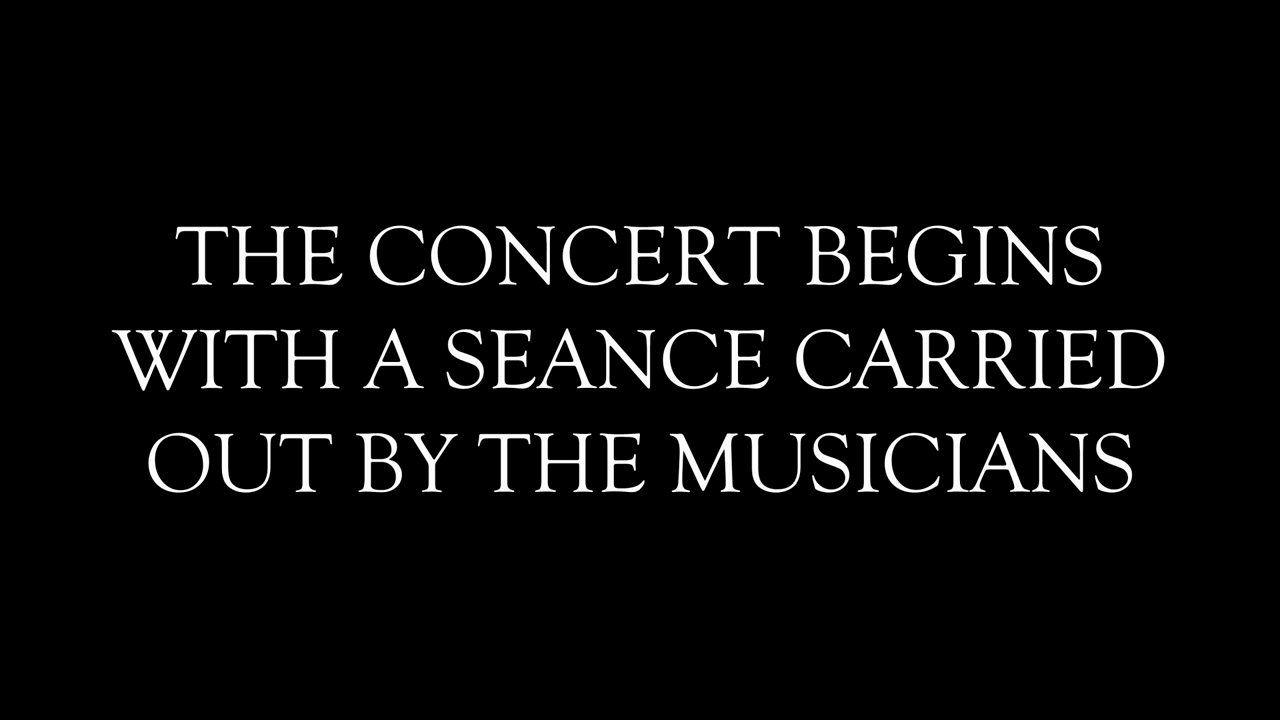 THE CONCERT BEGINS
WITH A SEANCE CARRIED
OUT BY THE MUSICIANS